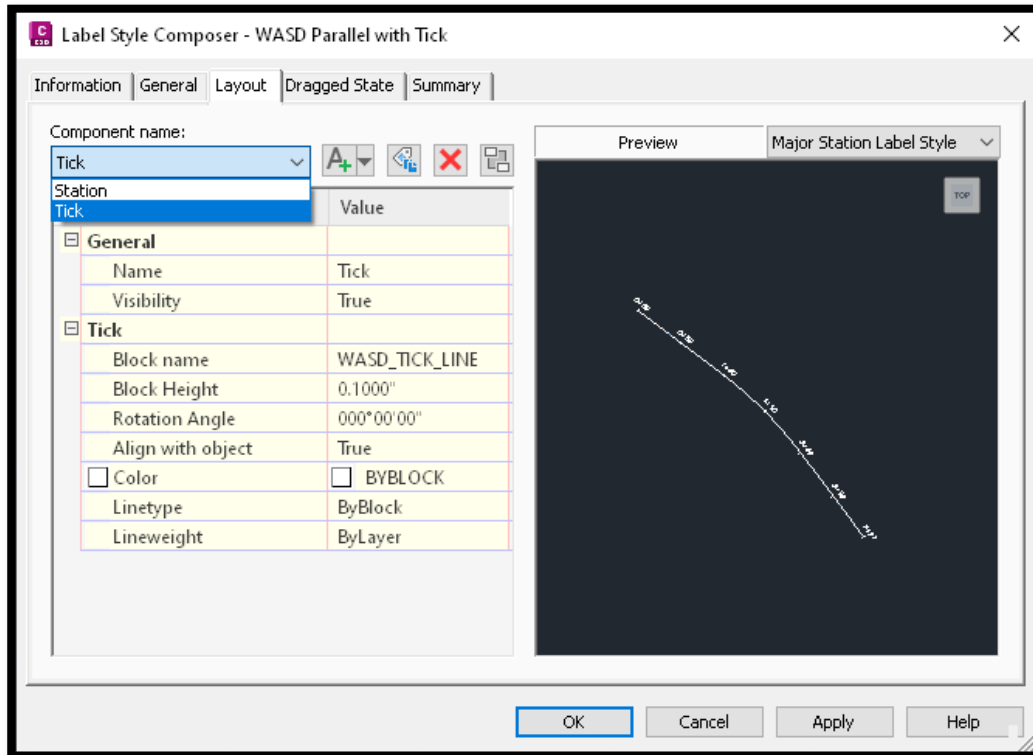 C
C3D
Label Style Composer - WASD Parallel with Tick
Information General Layout Dragged State Summary
Component name:
Preview Major Station Label Style
Tick
Station
Tick
TOP
Value
General
Name Tick
Visibility True
Tick
Block name WASD_TICK_LINE
Block Height 0.1000"
Rotation Angle 000°00'00"
Align with object True
Color BYBLOCK
Linetype ByBlock
Lineweight ByLayer
OK Cancel Apply Help